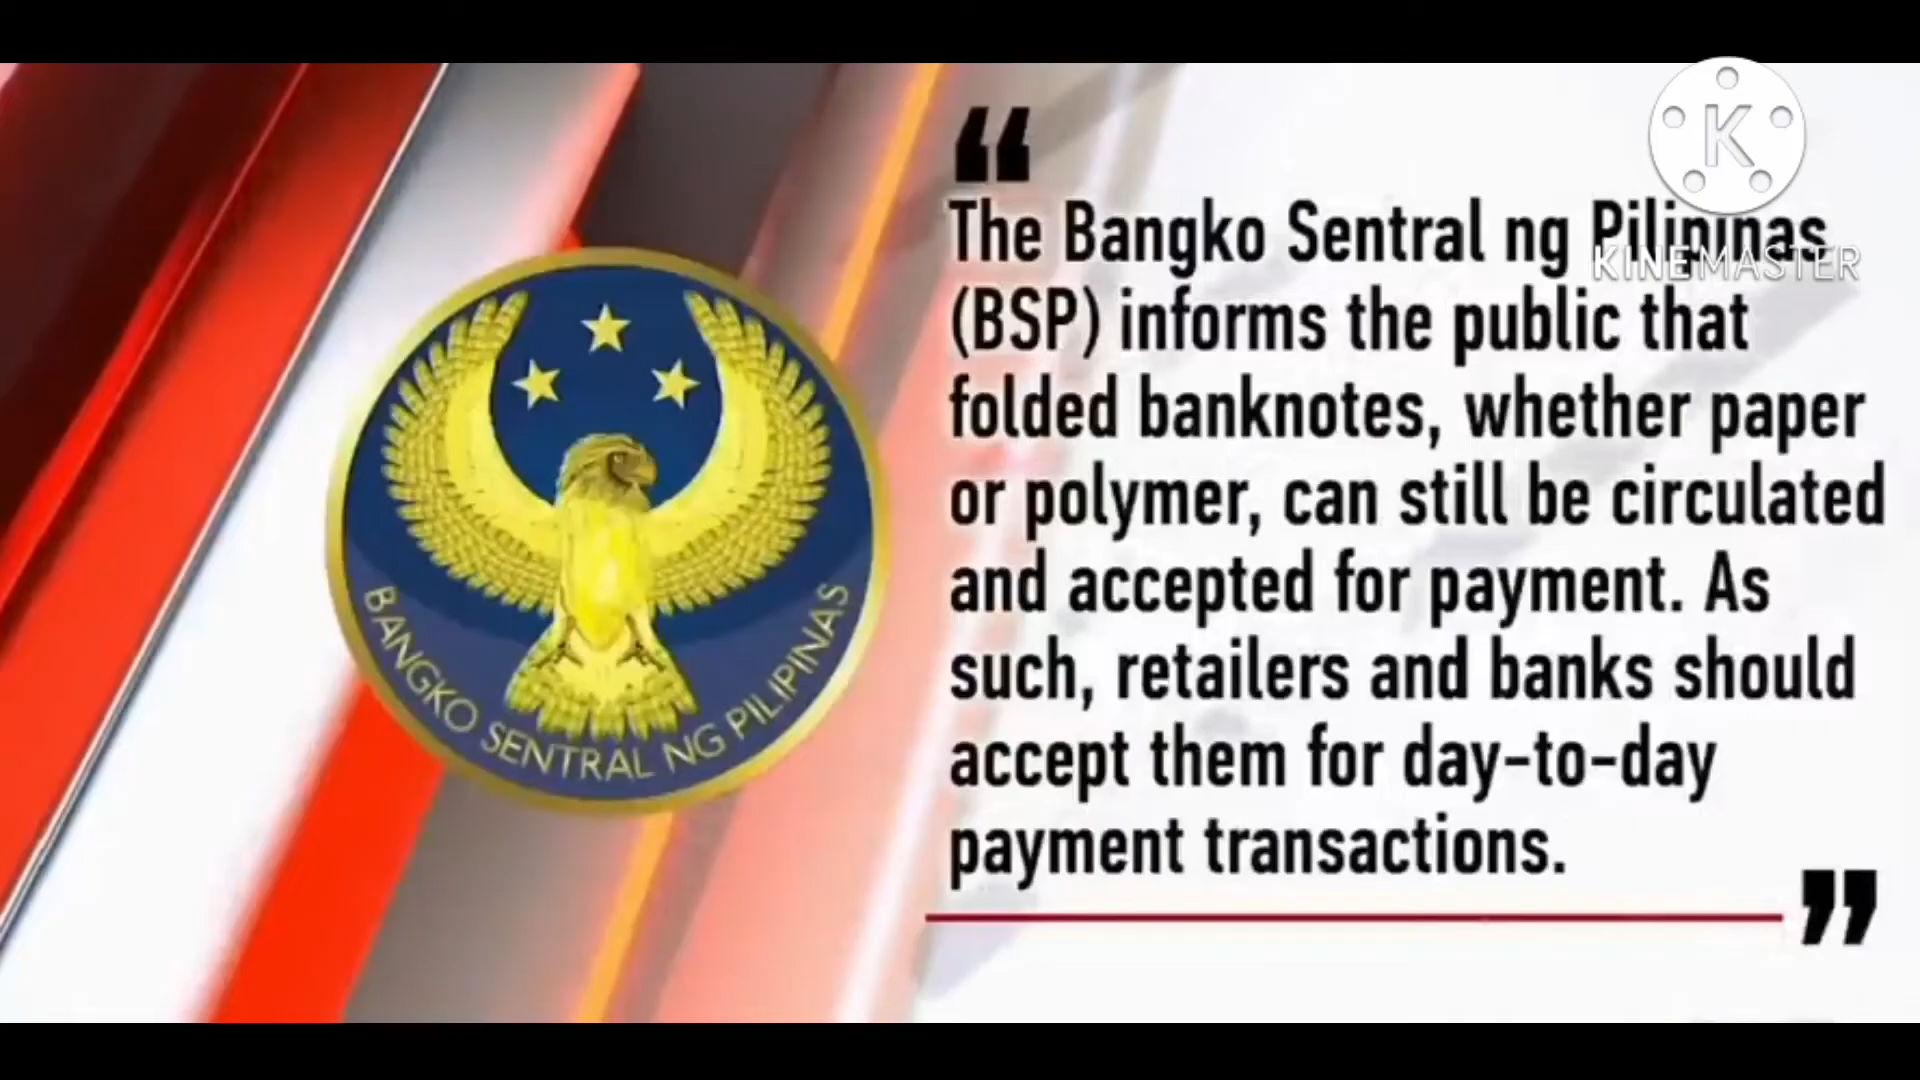 “
The Bangko Sentral ng Pilipinas
(BSP) informs the public that
folded banknotes, whether paper
or polymer, can still be circulated
and accepted for payment. As
such, retailers and banks should
accept them for day-to-day
payment transactions.
”
BANGKO SENTRAL NG PILIPINAS
K
KINEMASTER